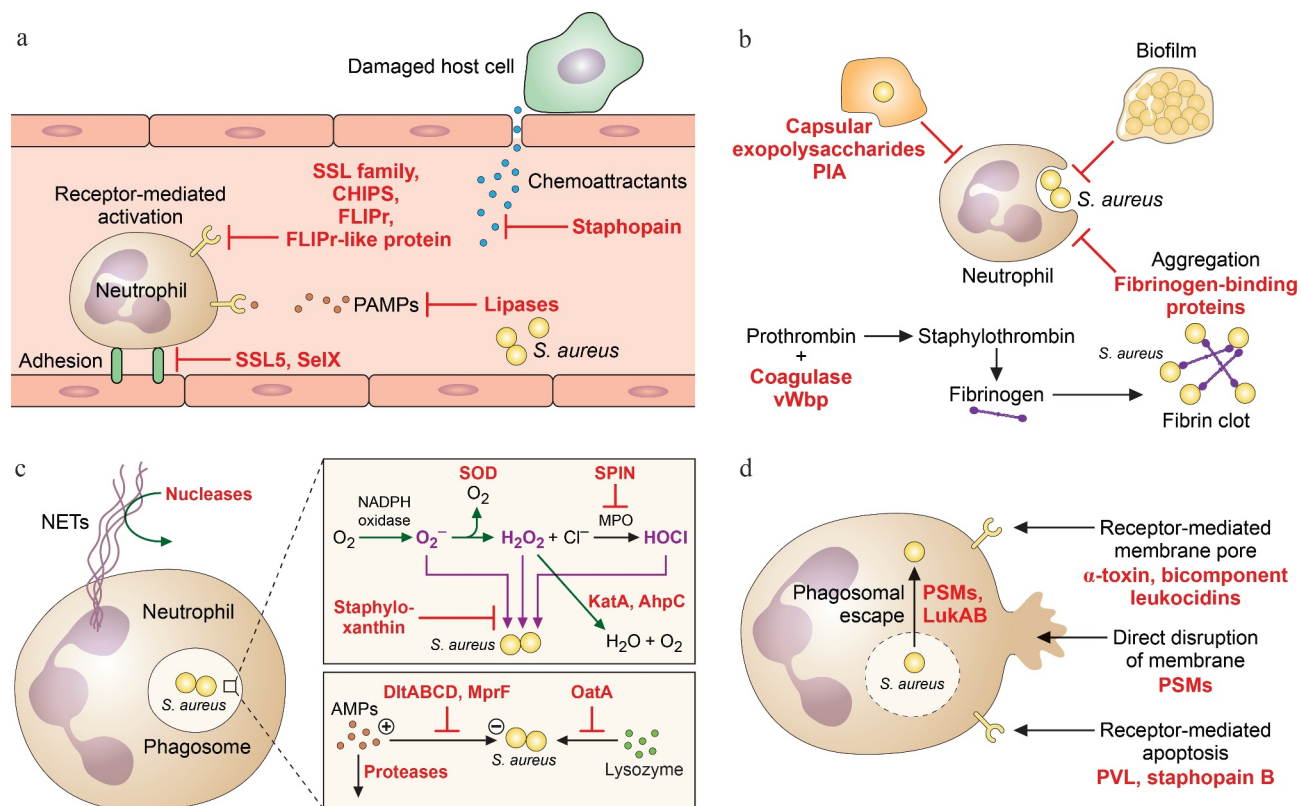 a
Damaged host cell
SSL family,
CHIPS,
FLIPr,
FLIPr-like protein
Receptor-mediated
activation
Chemoattractants
Staphopain
Neutrophil
PAMPs
Lipases
S. aureus
Adhesion
SSL5, SelX
b
Biofilm
Capsular
exopolysaccharides
PIA
S. aureus
Neutrophil
Aggregation
Fibrinogen-binding
proteins
Prothrombin
+
Coagulase
vWbp
Staphylothrombin
Fibrinogen
S. aureus
Fibrin clot
c
Nucleases
NETs
Neutrophil
S. aureus
Phagosome
SOD
O₂
SPIN
NADPH
oxidase
MPO
O₂ O₂⁻ H₂O₂ + Cl⁻ HOCl
Staphylo-
xanthin
KatA, AhpC
S. aureus
H₂O + O₂
DltABCD, MprF
OatA
AMPs
+
−
S. aureus
Lysozyme
Proteases
d
Phagosomal
escape
PSMs,
LukAB
S. aureus
Receptor-mediated
membrane pore
α-toxin, bicomponent
leukocidins
Direct disruption
of membrane
PSMs
Receptor-mediated
apoptosis
PVL, staphopain B